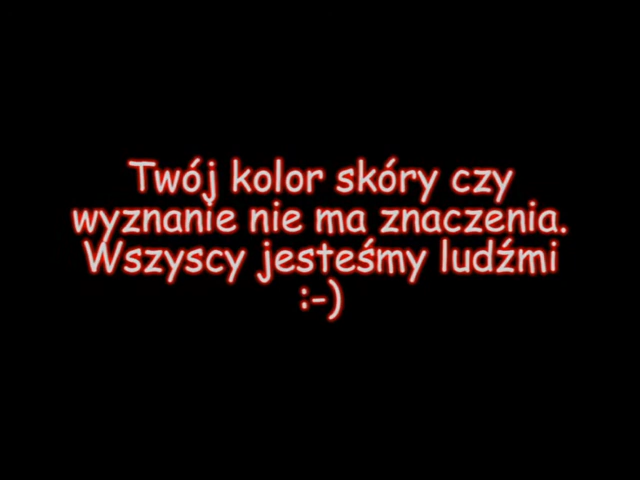 Twój kolor skóry czy
wyznanie nie ma znaczenia.
Wszyscy jesteśmy ludźmi
:-)